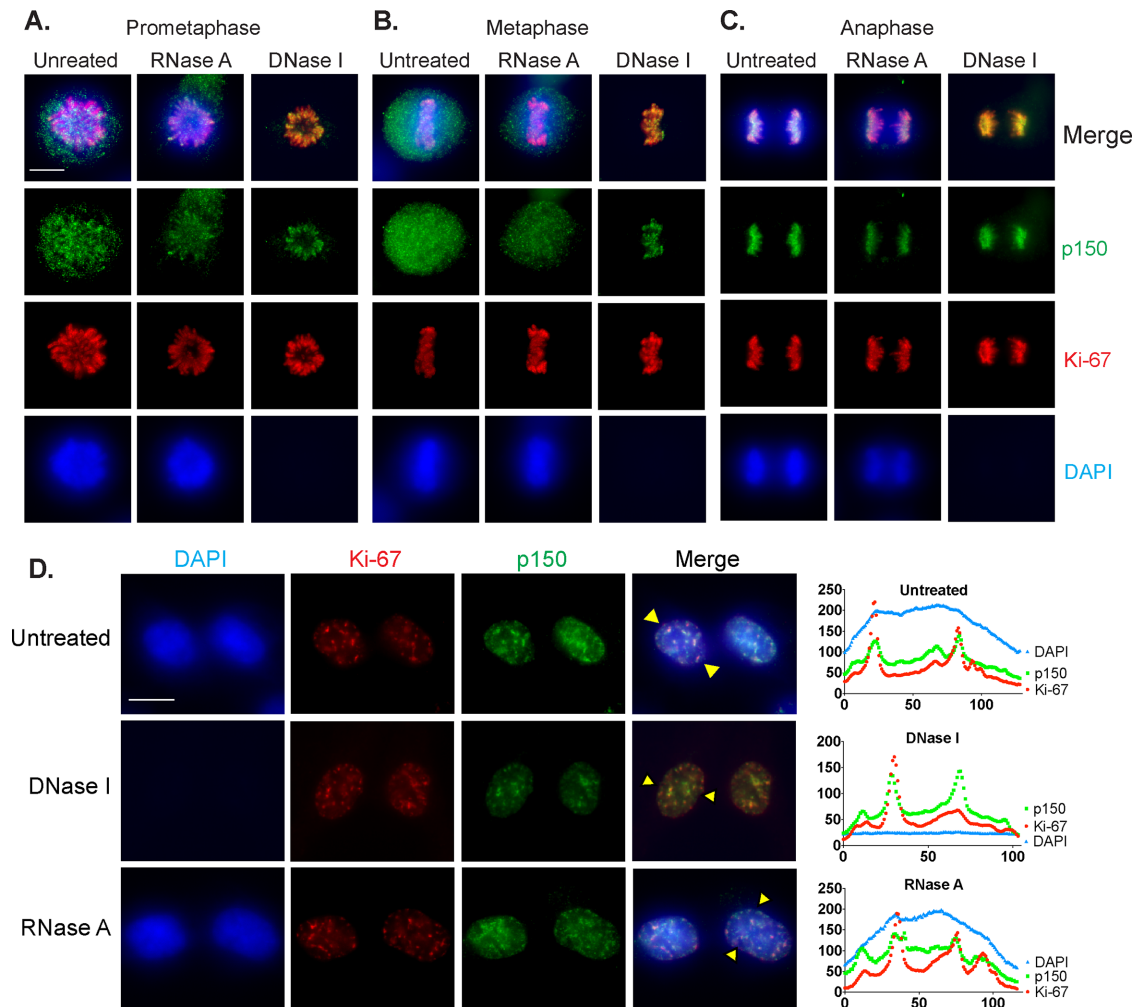 A. Prometaphase
Untreated RNase A DNase I
B. Metaphase
Untreated RNase A DNase I
C. Anaphase
Untreated RNase A DNase I
Merge
p150
Ki-67
DAPI
D. DAPI Ki-67 p150 Merge
Untreated
DNase I
RNase A
Untreated
250
200
150
100
50
0
0 50 100
DAPI
p150
Ki-67
DNase I
200
150
100
50
0
0 50 100
p150
Ki-67
DAPI
RNase A
250
200
150
100
50
0
0 50 100
DAPI
p150
Ki-67